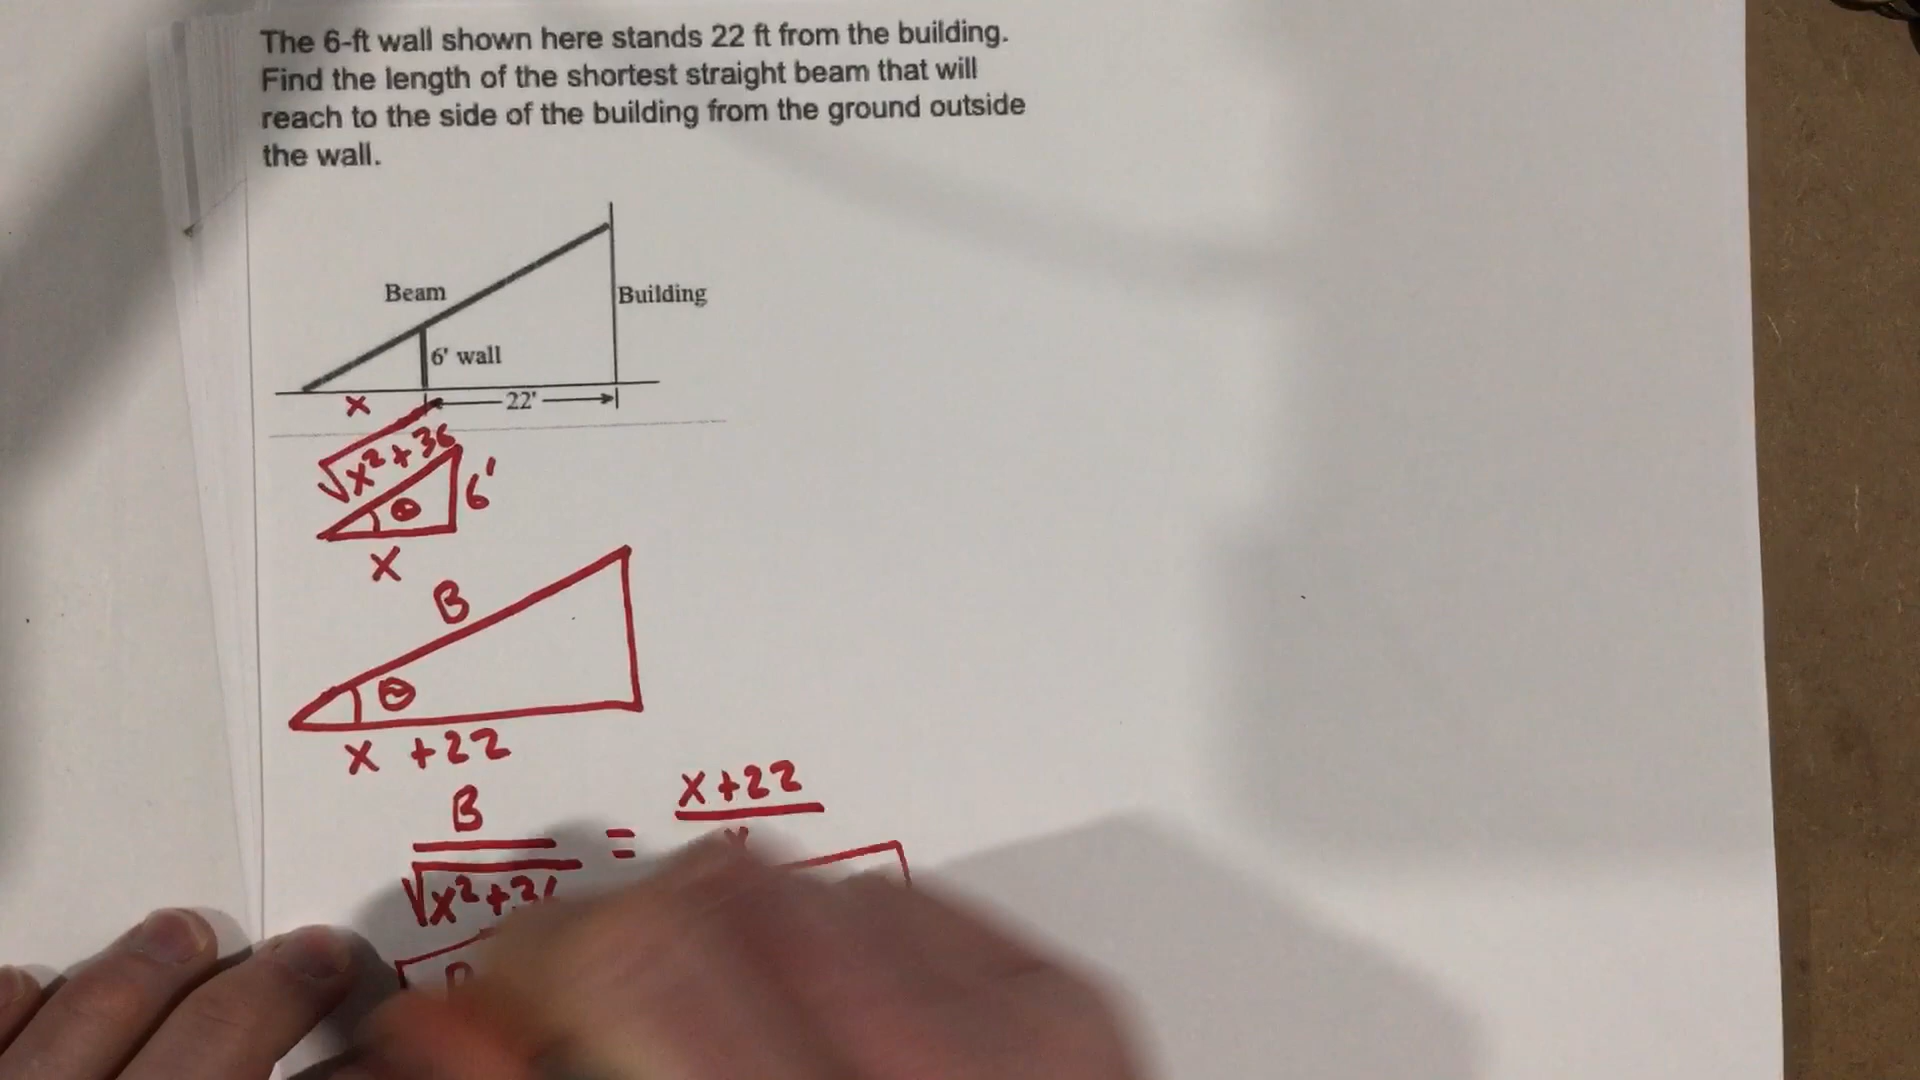 The 6-ft wall shown here stands 22 ft from the building.
Find the length of the shortest straight beam that will
reach to the side of the building from the ground outside
the wall.
Beam
Building
6' wall
22'
x
√x²+36
θ
6'
x
B
θ
x +22
B
x+22
=
x
√x²+3